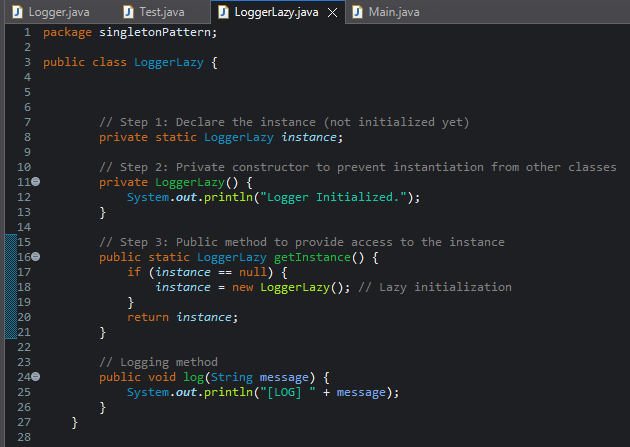 Logger.java Test.java LoggerLazy.java Main.java
1 package singletonPattern;
2
3 public class LoggerLazy {
4
5
6
7 // Step 1: Declare the instance (not initialized yet)
8 private static LoggerLazy instance;
9
10 // Step 2: Private constructor to prevent instantiation from other classes
11 private LoggerLazy() {
12 System.out.println("Logger Initialized.");
13 }
14
15 // Step 3: Public method to provide access to the instance
16 public static LoggerLazy getInstance() {
17 if (instance == null) {
18 instance = new LoggerLazy(); // Lazy initialization
19 }
20 return instance;
21 }
22
23 // Logging method
24 public void log(String message) {
25 System.out.println("[LOG] " + message);
26 }
27 }
28